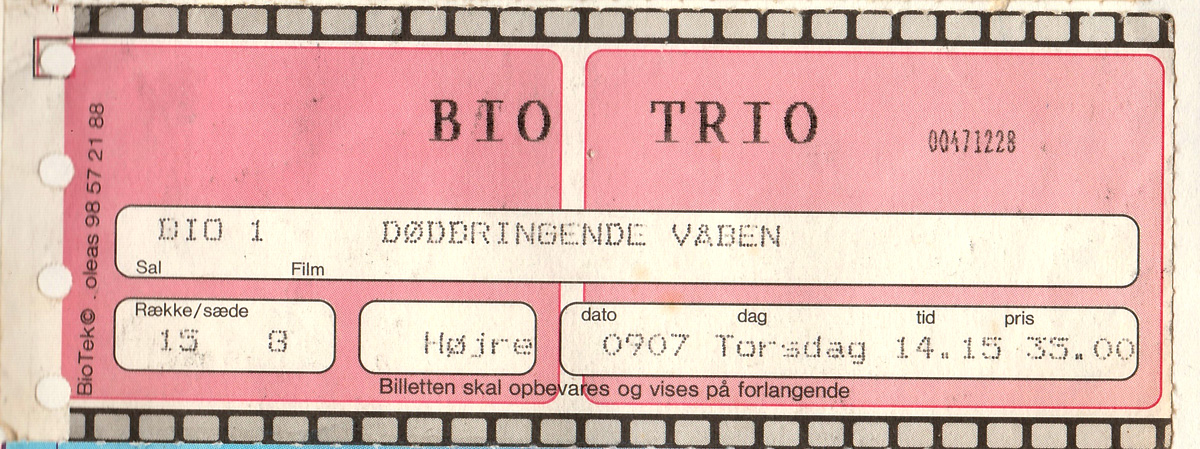 BIO TRIO
00471228
BIO 1 DØDBRINGENDE VÅBEN
Sal Film
Række/sæde dato dag tid pris
15 8 Højre 0907 Torsdag 14.15 35.00
Billetten skal opbevares og vises på forlangende
BioTek© . oleas 98 57 21 88